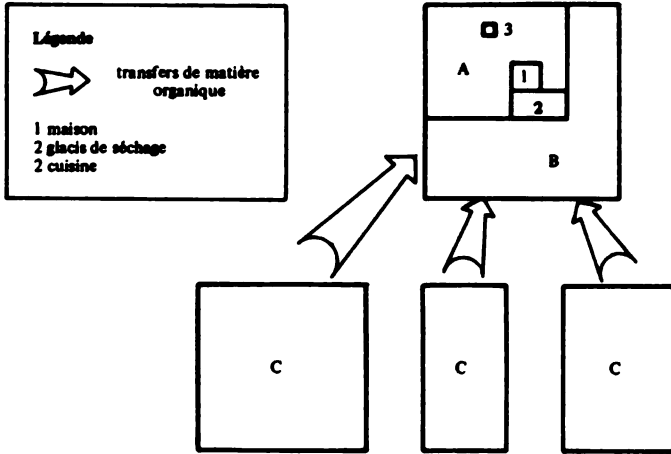 Légende
transfers de matière
organique
1 maison
2 glacis de séchage
2 cuisine
3
A
1
2
B
C
C
C